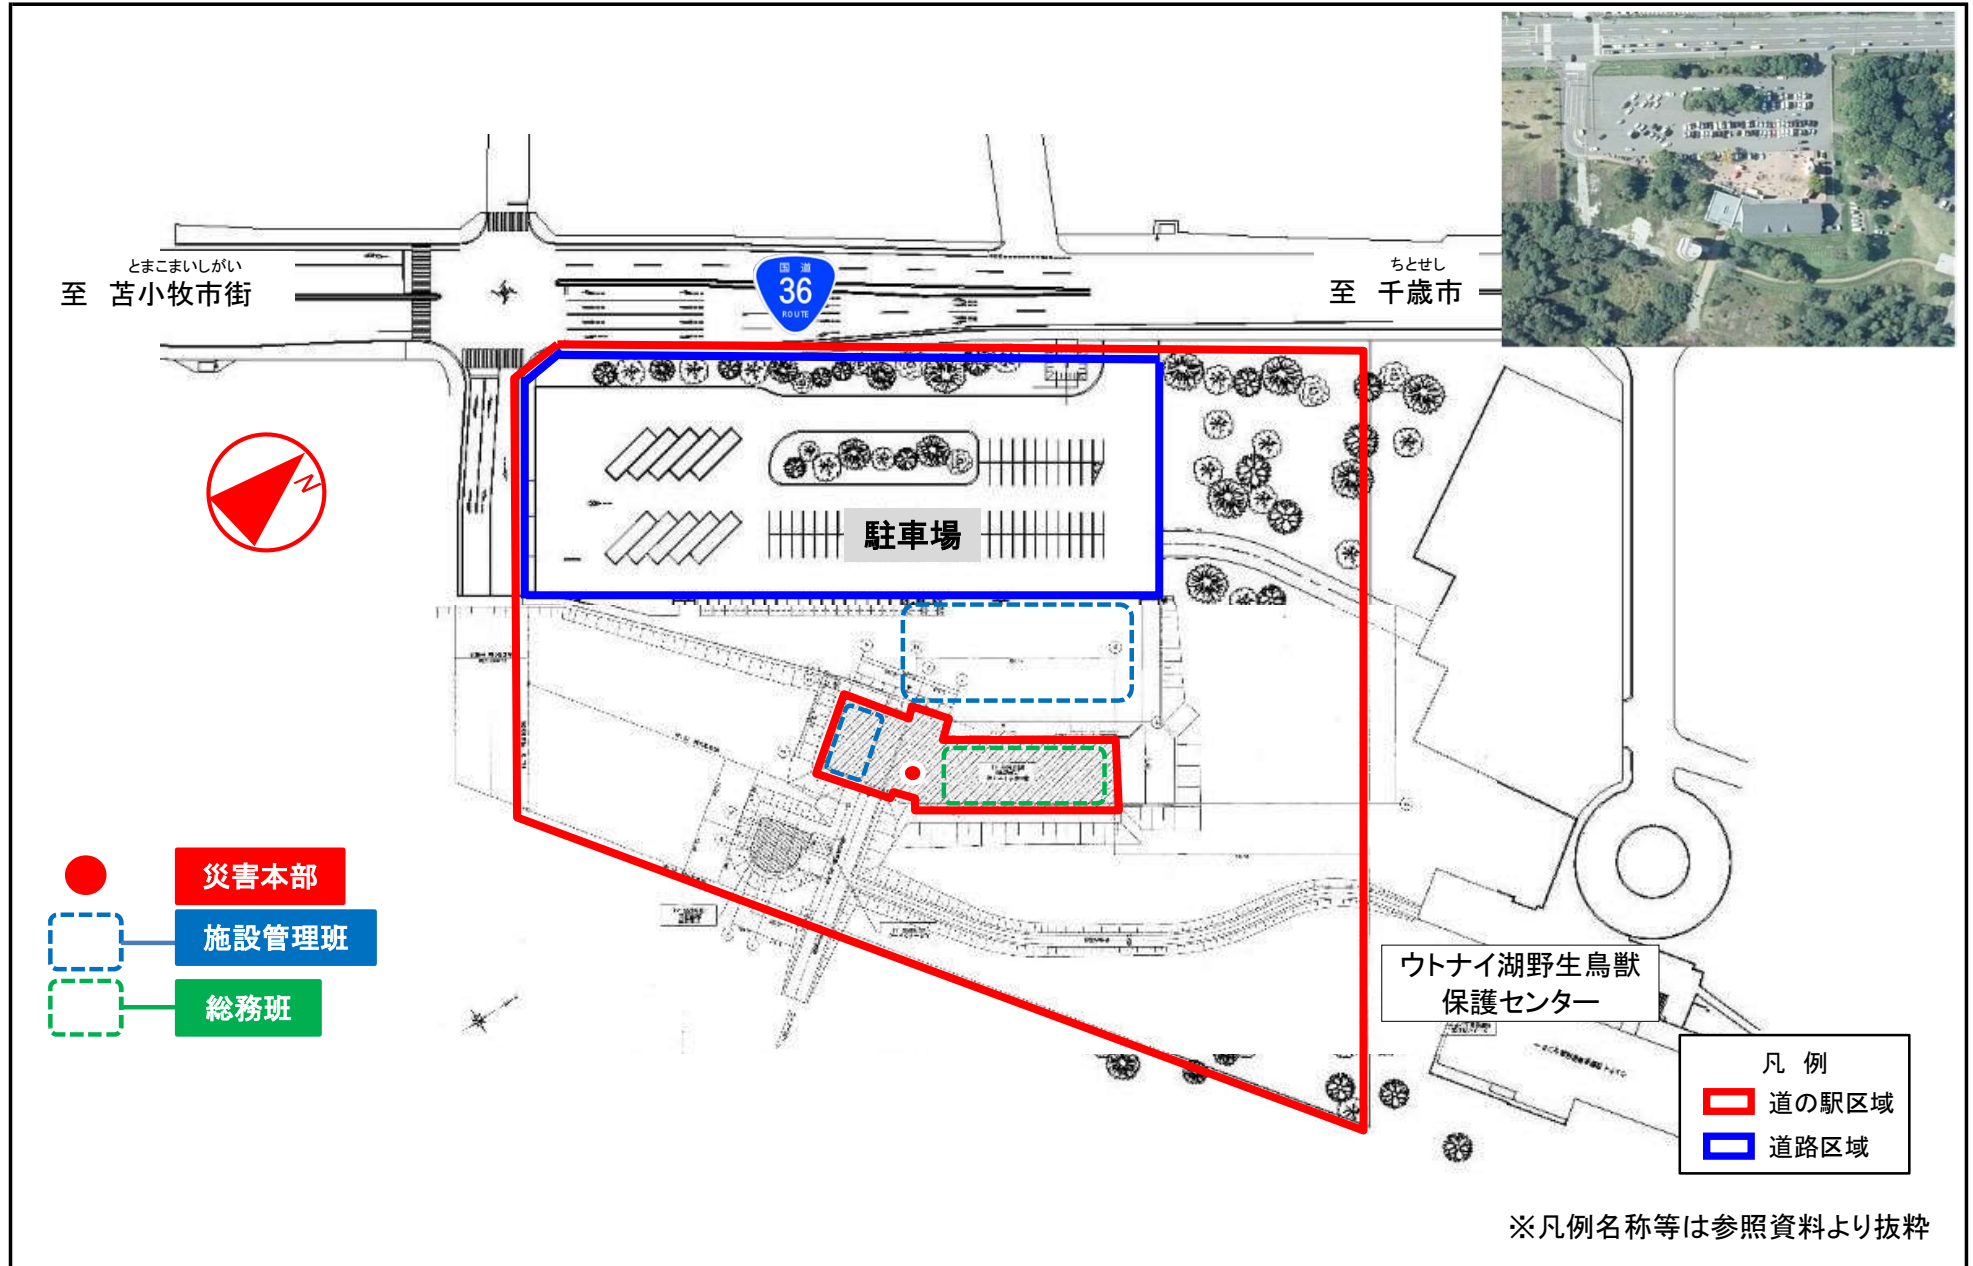 とまこまいしがい
至 苫小牧市街
国道
36
ROUTE
ちとせし
至 千歳市
N
駐車場
災害本部
施設管理班
総務班
ウトナイ湖野生鳥獣
保護センター
凡 例
道の駅区域
道路区域
※凡例名称等は参照資料より抜粋